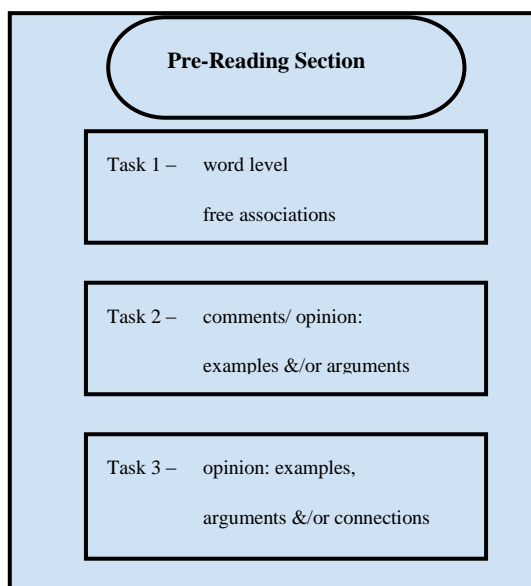 Pre-Reading Section
Task 1 – word level
free associations
Task 2 – comments/ opinion:
examples &/or arguments
Task 3 – opinion: examples,
arguments &/or connections